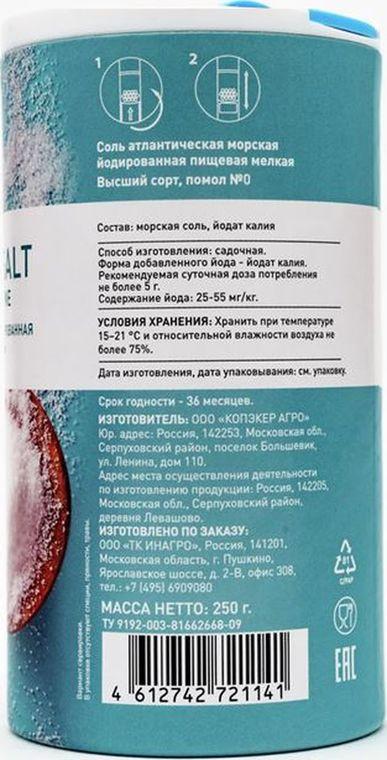 1
2
Соль атлантическая морская
йодированная пищевая мелкая
Высший сорт, помол №0
ALT
Состав: морская соль, йодат калия
Способ изготовления: садочная.
Форма добавленного йода - йодат калия.
Рекомендуемая суточная доза потребления
не более 5 г.
Содержание йода: 25-55 мг/кг.
УСЛОВИЯ ХРАНЕНИЯ: Хранить при температуре
15-21 °С и относительной влажности воздуха не
более 75%.
Дата изготовления, дата упаковывания: см. упаковку.
Срок годности - 36 месяцев.
ИЗГОТОВИТЕЛЬ: ООО «КОПЭКЕР АГРО»
Юр. адрес: Россия, 142253, Московская обл.,
Серпуховский район, поселок Большевик,
ул. Ленина, дом 110.
Адрес места осуществления деятельности
по изготовлению продукции: Россия, 142205,
Московская обл., Серпуховский район,
деревня Левашово.
ИЗГОТОВЛЕНО ПО ЗАКАЗУ:
ООО «ТК ИНАГРО», Россия, 141201,
Московская область, г. Пушкино,
Ярославское шоссе, д. 2-В, офис 308,
тел.: +7 (495) 6909080
МАССА НЕТТО: 250 г.
ТУ 9192-003-81662668-09
4 612742 721141
Вариант сервировки.
В упаковке отсутствуют специи, пряности, травы.
81
C/PAP
EAC